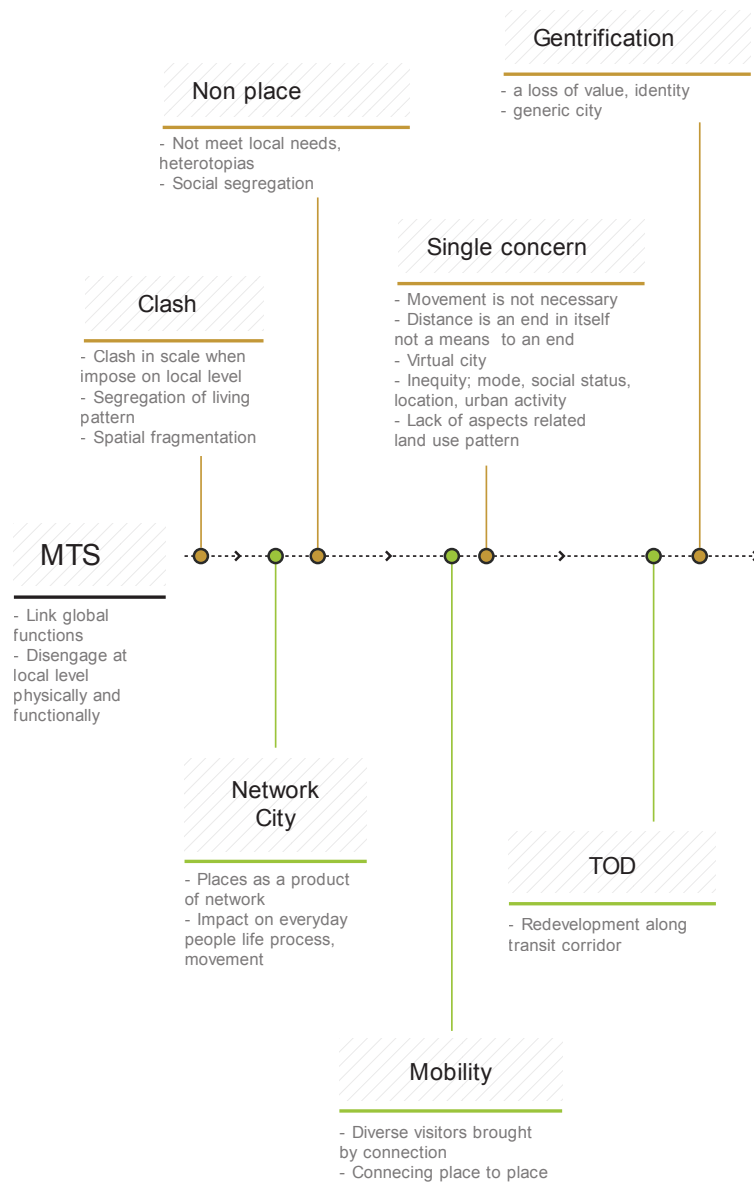 Gentrification
- a loss of value, identity
- generic city
Non place
- Not meet local needs,
heterotopias
- Social segregation
Single concern
- Movement is not necessary
- Distance is an end in itself
not a means  to an end
- Virtual city
- Inequity; mode, social status,
location, urban activity
- Lack of aspects related
land use pattern
Clash
- Clash in scale when
impose on local level
- Segregation of living
pattern
- Spatial fragmentation
MTS
- Link global
functions
- Disengage at
local level
physically and
functionally
Network
City
- Places as a product
of network
- Impact on everyday
people life process,
movement
TOD
- Redevelopment along
transit corridor
Mobility
- Diverse visitors brought
by connection
- Connecing place to place